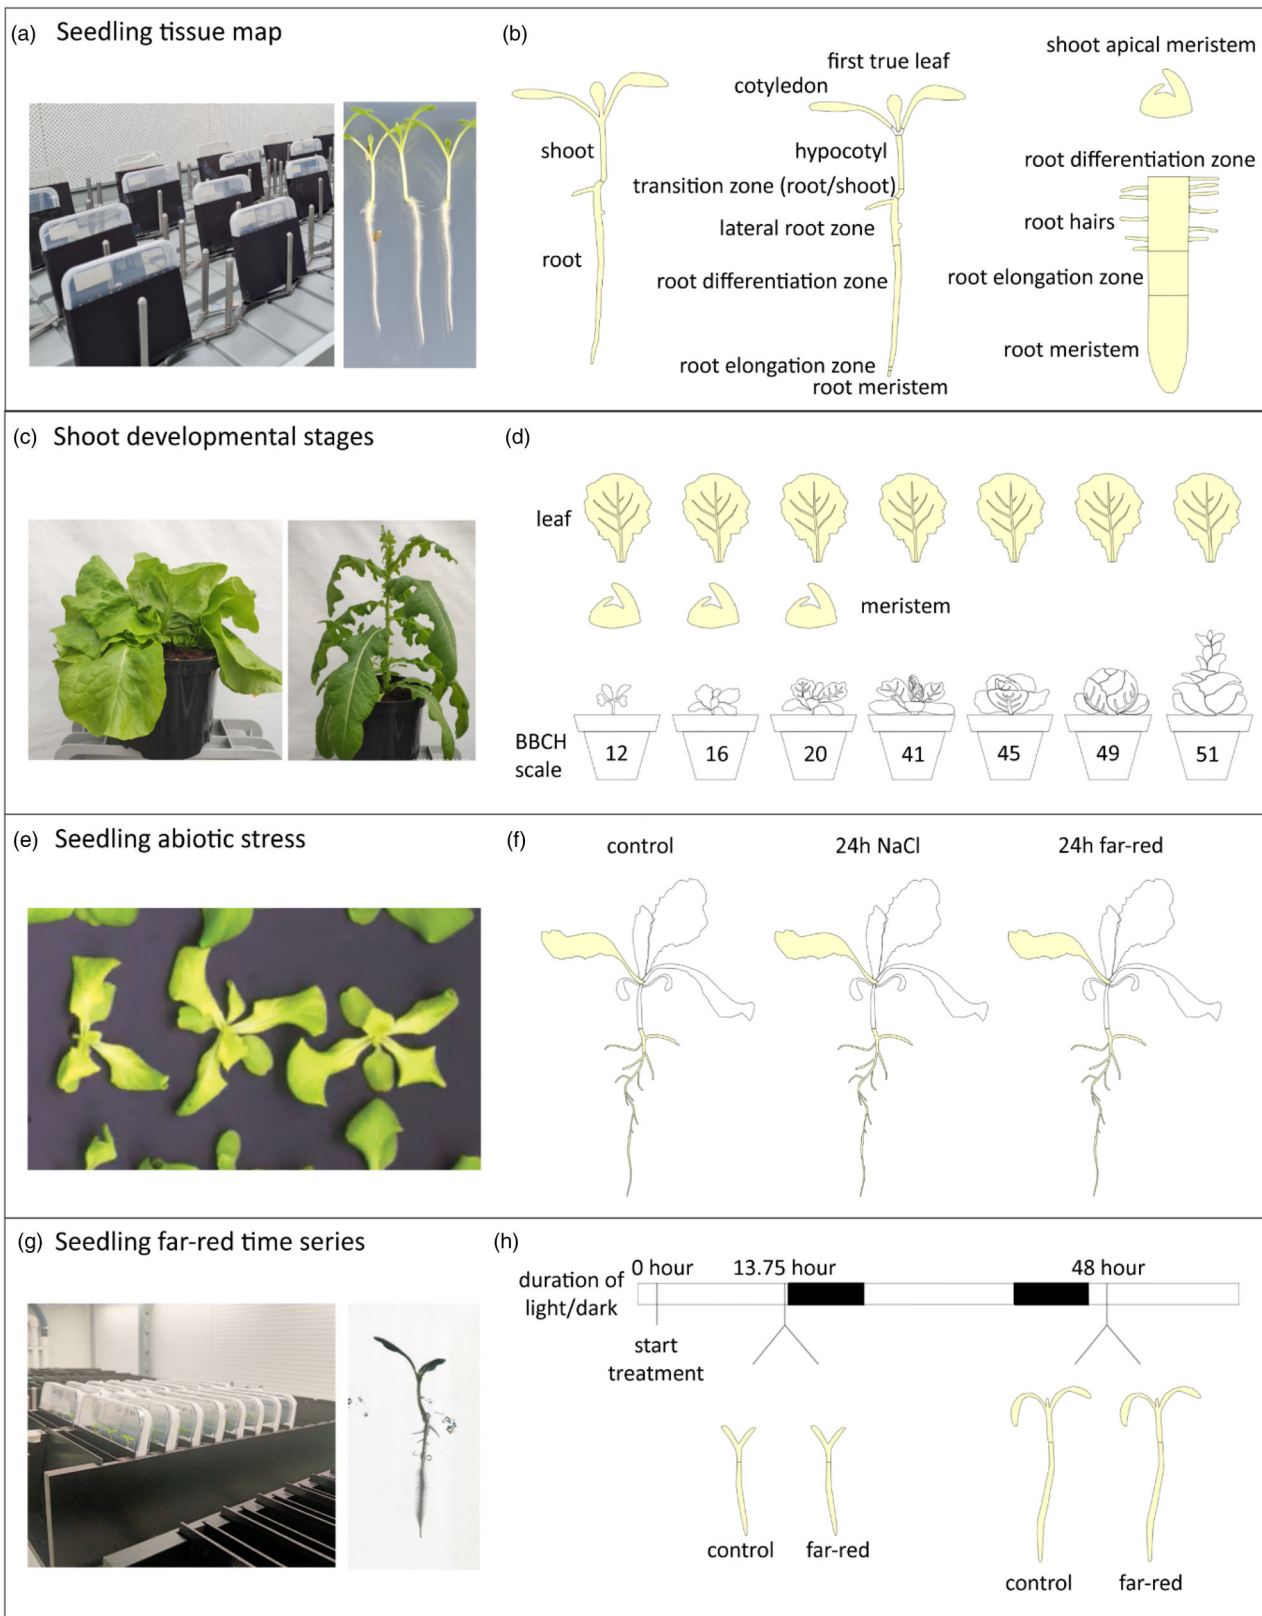 (a) Seedling tissue map
(b)
shoot
root
first true leaf
cotyledon
hypocotyl
transition zone (root/shoot)
lateral root zone
root differentiation zone
root elongation zone
root meristem
shoot apical meristem
root differentiation zone
root hairs
root elongation zone
root meristem
(c) Shoot developmental stages
(d)
leaf
meristem
BBCH
scale
12 16 20 41 45 49 51
(e) Seedling abiotic stress
(f)
control 24h NaCl 24h far-red
(g) Seedling far-red time series
(h)
0 hour 13.75 hour 48 hour
duration of
light/dark
start
treatment
control far-red
control far-red